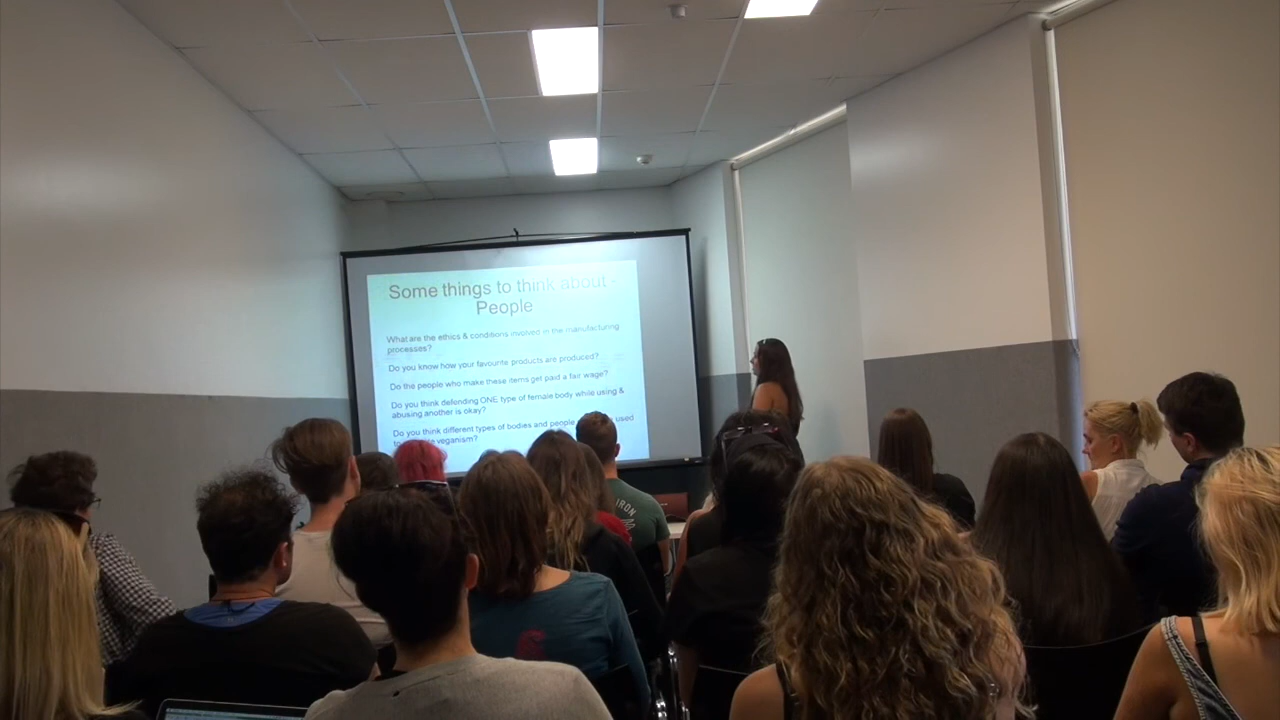 Some things to think about -
People
What are the ethics & conditions involved in the manufacturing
processes?
Do you know how your favourite products are produced?
Do the people who make these items get paid a fair wage?
Do you think defending ONE type of female body while using &
abusing another is okay?
Do you think different types of bodies and people used
to veganism?
IRON